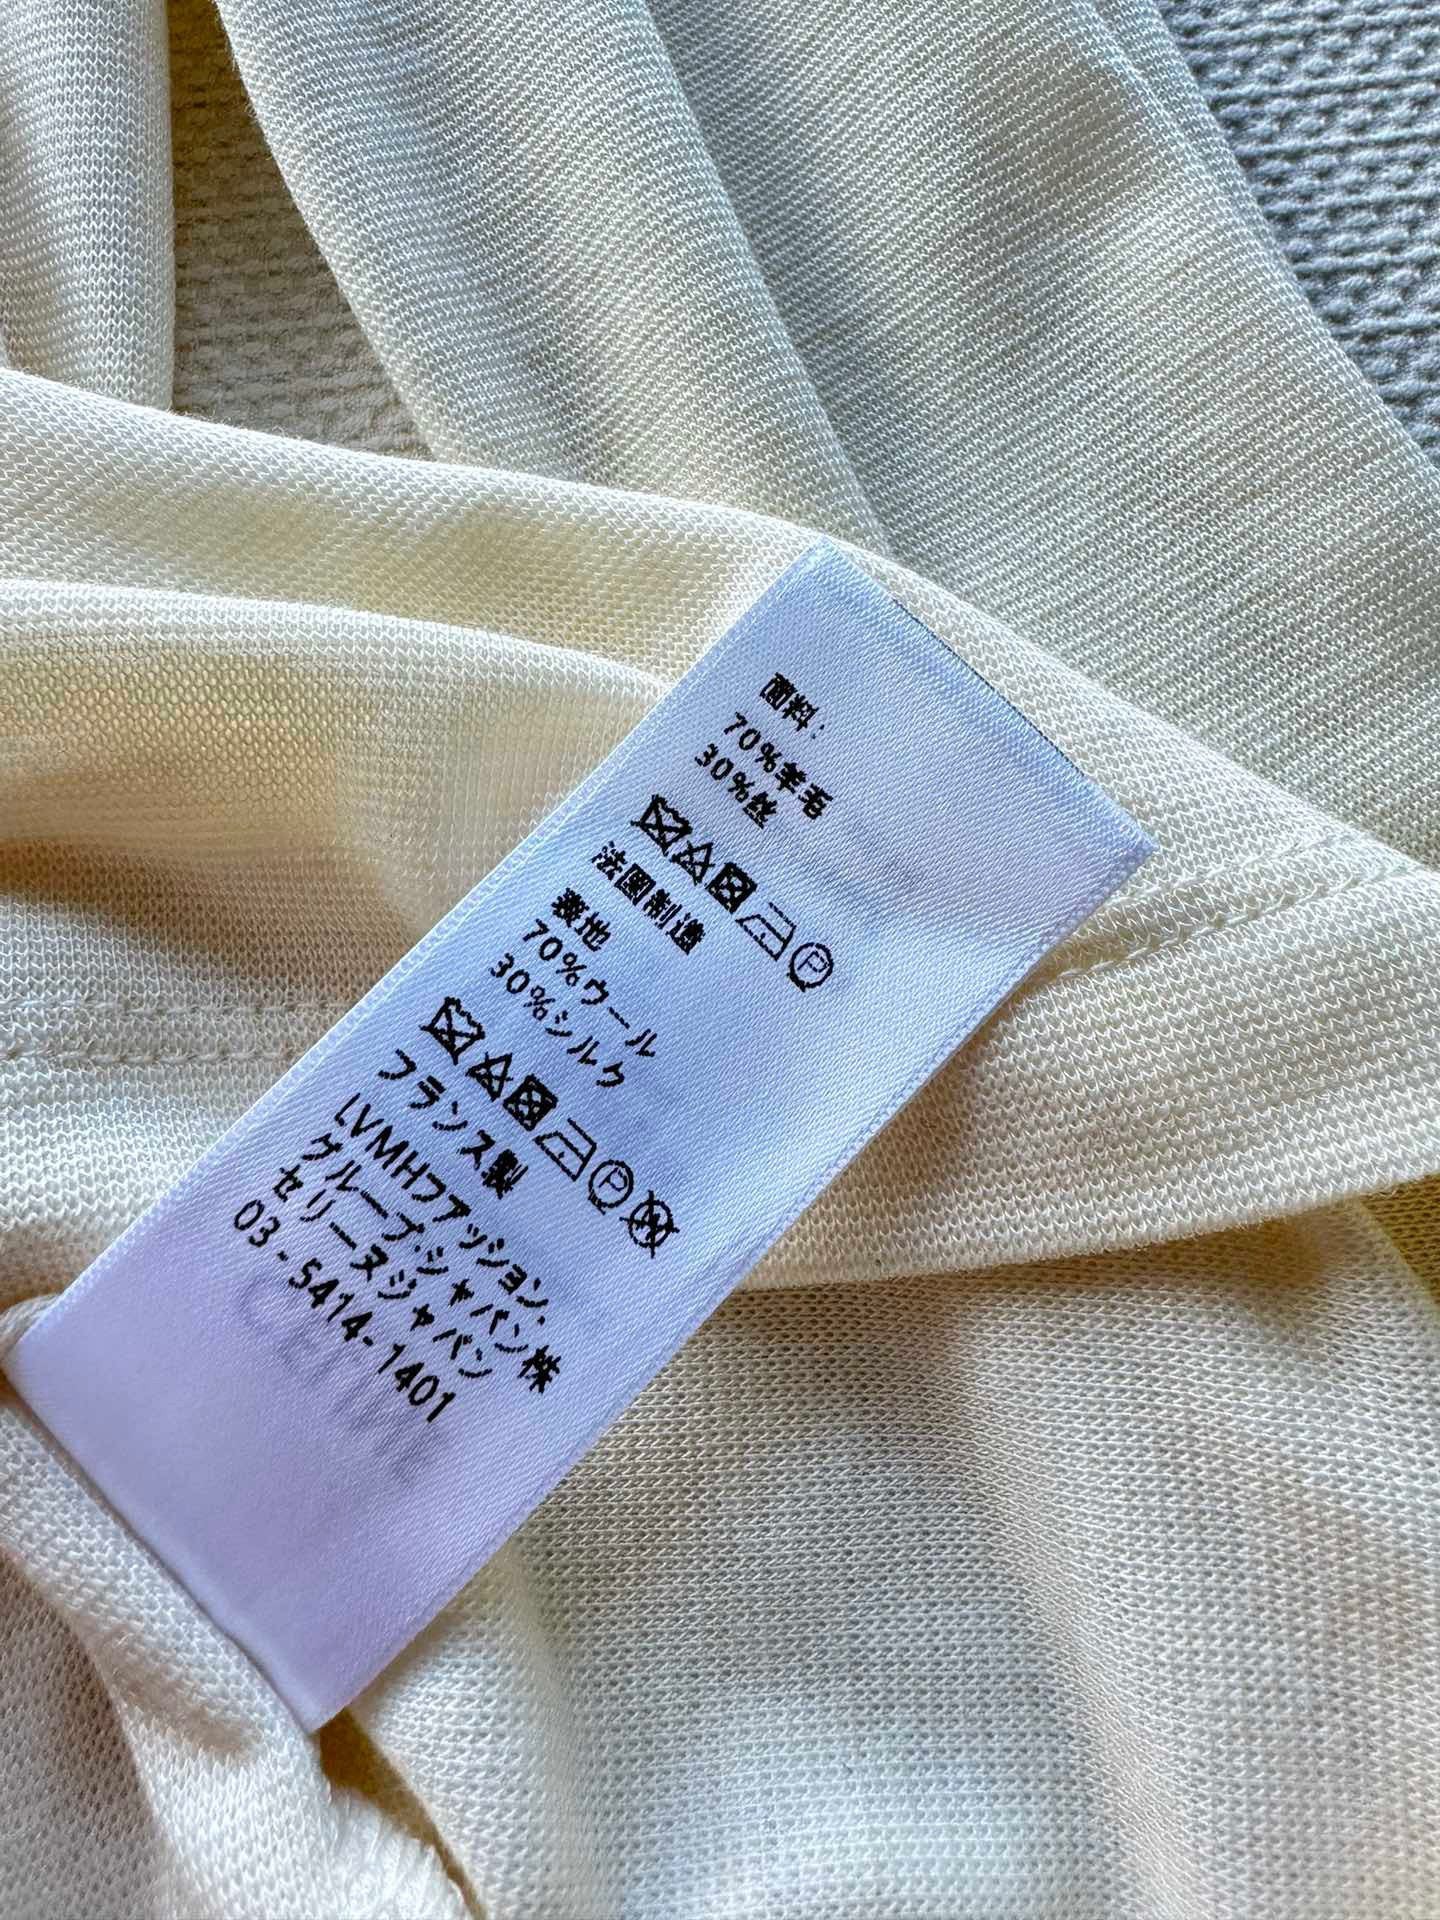 面料:
70%羊毛
30%丝
P
法國制造
表地
70%ウール
30%シルク
P W
フランス製
LVMHファッション.
グループ.ジャパン株
セリーヌジャパン
03-5414-1401